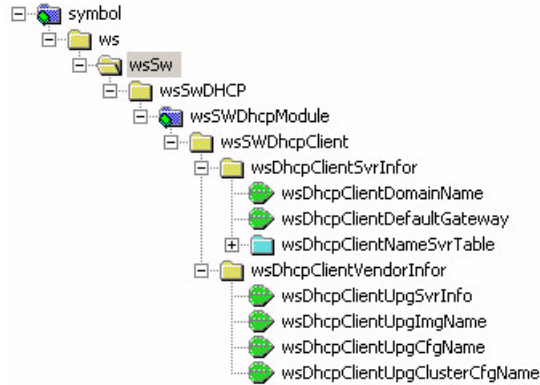 symbol
ws
wsSw
wsSwDHCP
wsSWDhcpModule
wsSWDhcpClient
wsDhcpClientSvrInfor
wsDhcpClientDomainName
wsDhcpClientDefaultGateway
wsDhcpClientNameSvrTable
wsDhcpClientVendorInfor
wsDhcpClientUpgSvrInfo
wsDhcpClientUpgImgName
wsDhcpClientUpgCfgName
wsDhcpClientUpgClusterCfgName